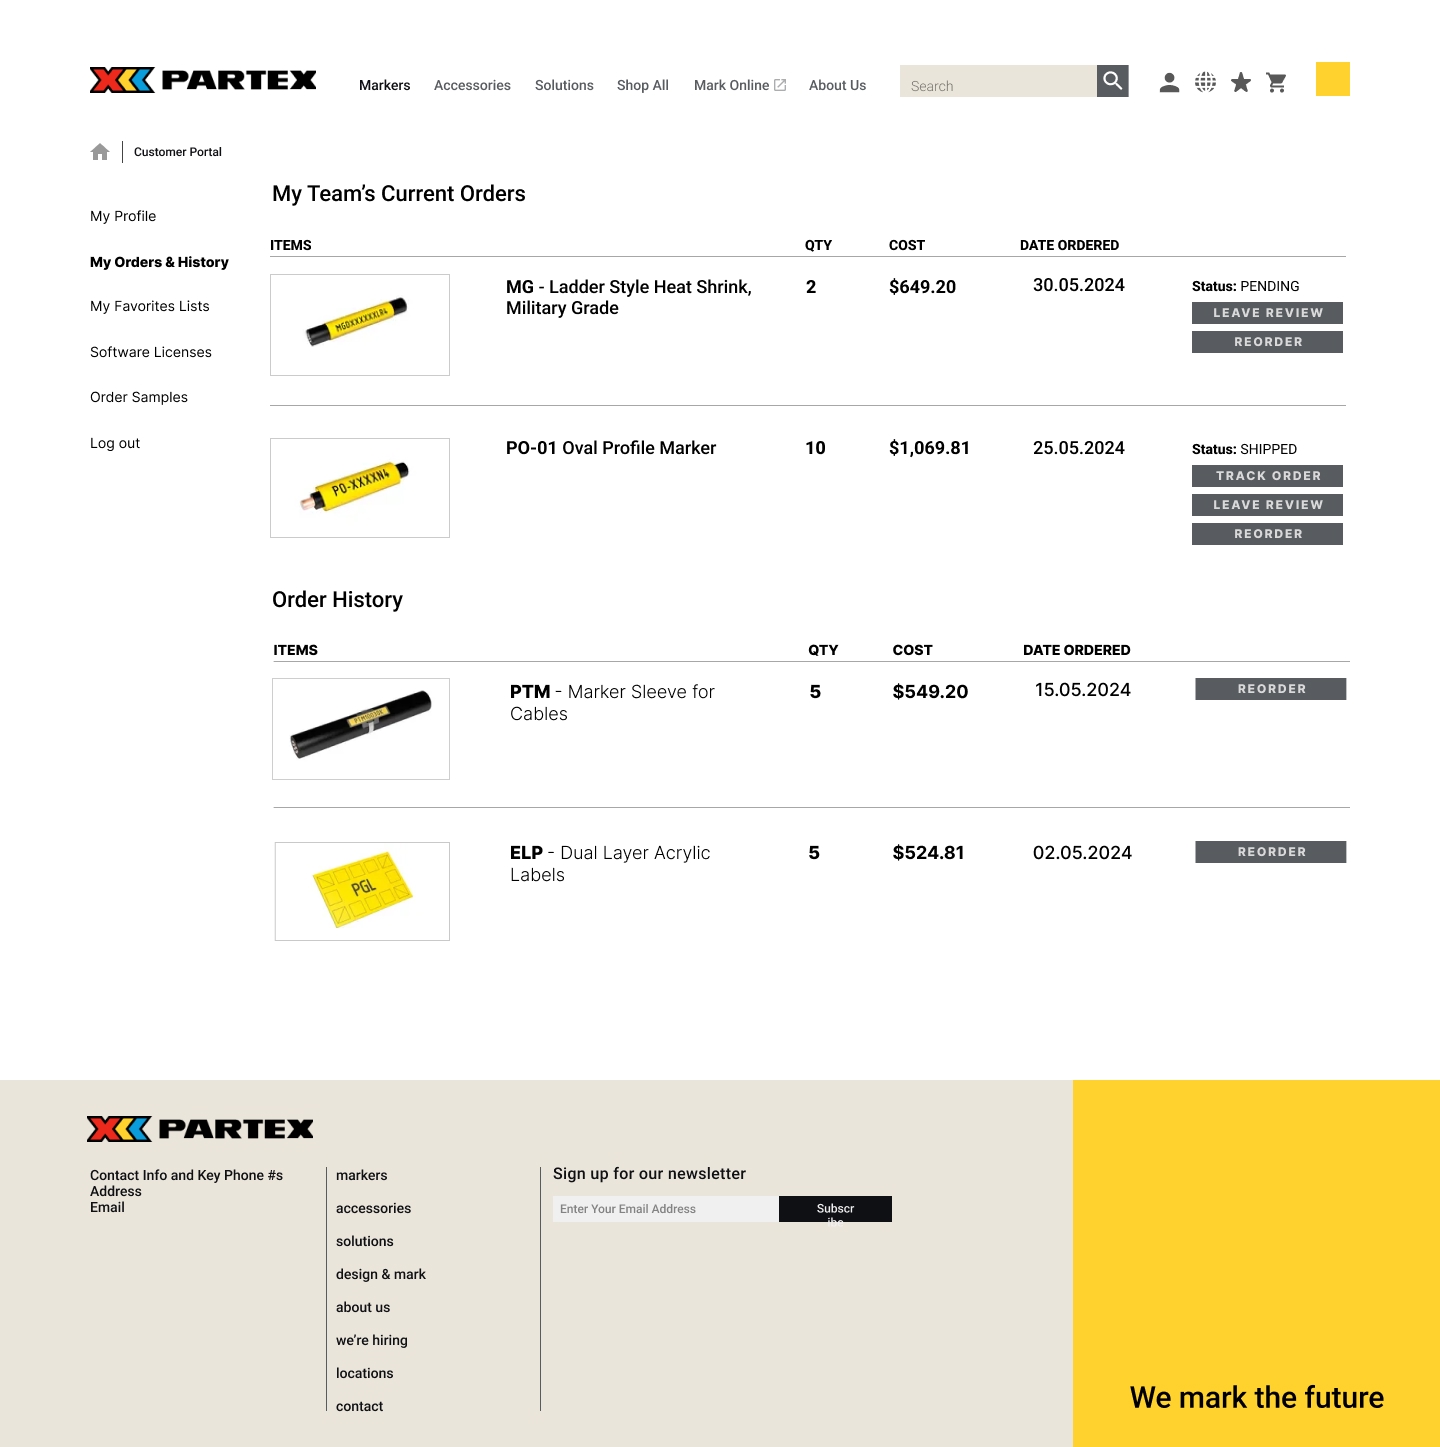 PARTEX
Markers Accessories Solutions Shop All Mark Online About Us Search
Customer Portal
My Profile
My Orders & History
My Favorites Lists
Software Licenses
Order Samples
Log out
My Team’s Current Orders
ITEMS QTY COST DATE ORDERED
MGOXXXXXXLR4
MG - Ladder Style Heat Shrink,
Military Grade
2 $649.20 30.05.2024
Status: PENDING
LEAVE REVIEW
REORDER
PO-XXXXN4
PO-01 Oval Profile Marker 10 $1,069.81 25.05.2024
Status: SHIPPED
TRACK ORDER
LEAVE REVIEW
REORDER
Order History
ITEMS QTY COST DATE ORDERED
PTM - Marker Sleeve for
Cables
5 $549.20 15.05.2024 REORDER
PGL
ELP - Dual Layer Acrylic
Labels
5 $524.81 02.05.2024 REORDER
PARTEX
Contact Info and Key Phone #s
Address
Email
markers
accessories
solutions
design & mark
about us
we’re hiring
locations
contact
Sign up for our newsletter
Enter Your Email Address
Subscr
ibe
We mark the future